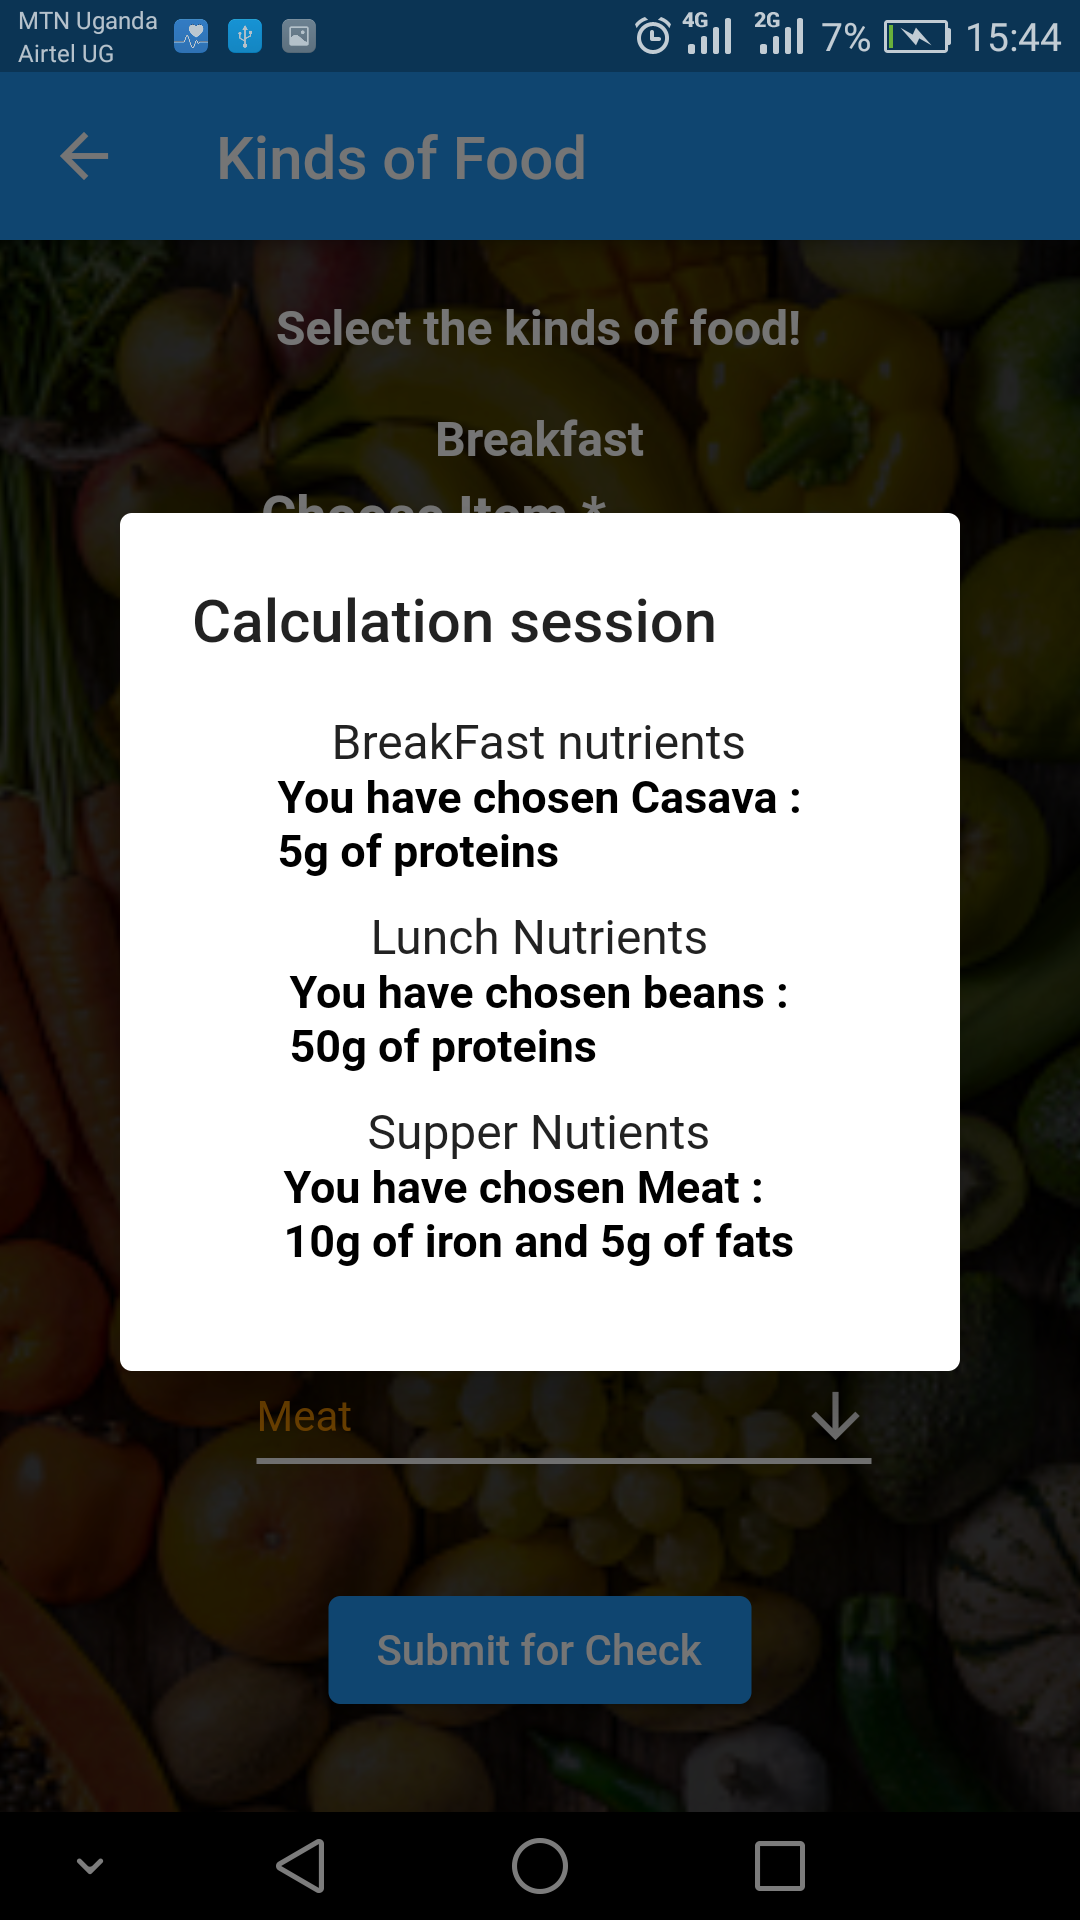 MTN Uganda
Airtel UG
4G 2G 7% 15:44
Kinds of Food
Select the kinds of food!
Breakfast
Choose Item *
Calculation session
BreakFast nutrients
You have chosen Casava :
5g of proteins
Lunch Nutrients
You have chosen beans :
50g of proteins
Supper Nutients
You have chosen Meat :
10g of iron and 5g of fats
Meat
Submit for Check